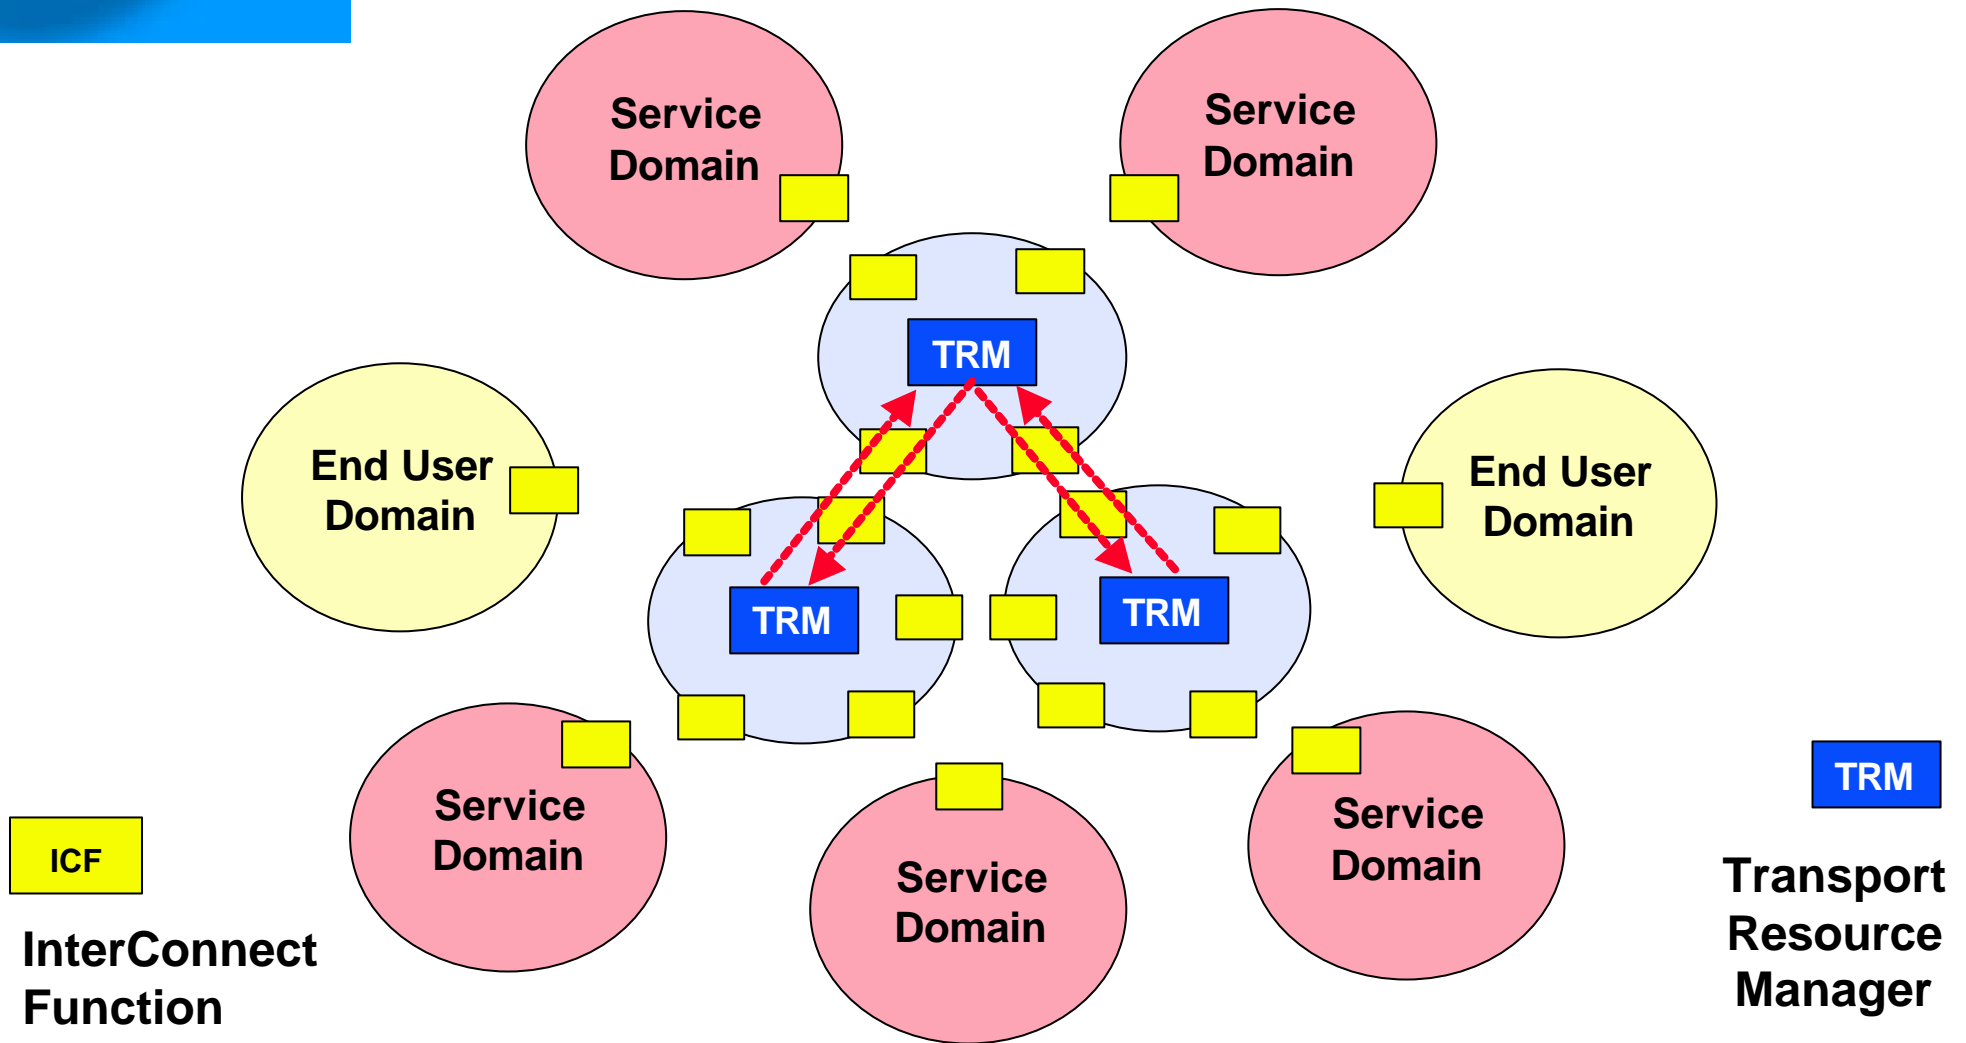 Service
Domain
Service
Domain
TRM
End User
Domain
End User
Domain
TRM
TRM
Service
Domain
Service
Domain
Service
Domain
TRM
Transport
Resource
Manager
ICF
InterConnect
Function